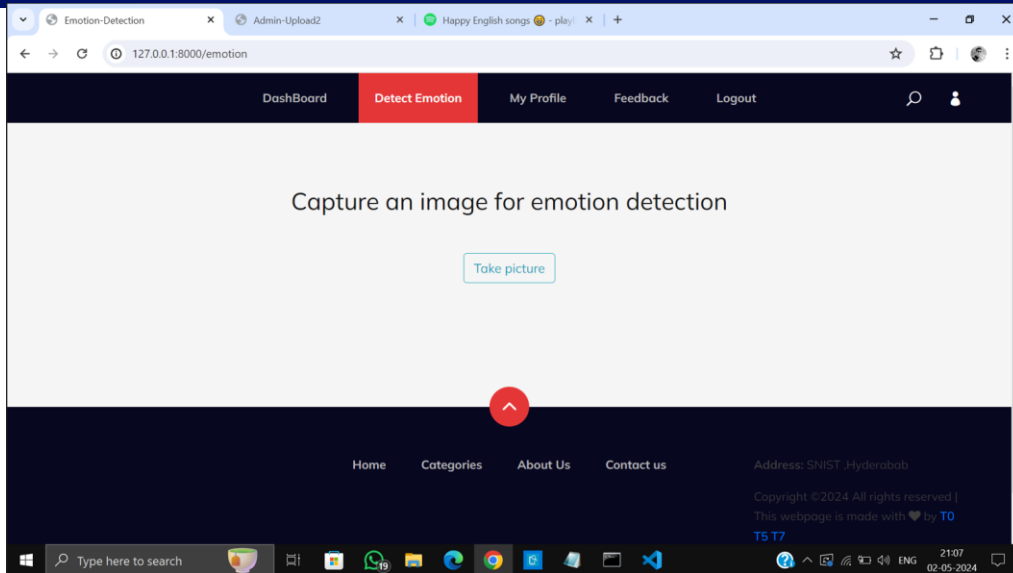 Emotion-Detection
Admin-Upload2
Happy English songs 😀 - playl
127.0.0.1:8000/emotion
DashBoard Detect Emotion My Profile Feedback Logout
Capture an image for emotion detection
Take picture
Home Categories About Us Contact us
Address: SNIST ,Hyderabab
Copyright ©2024 All rights reserved |
This webpage is made with ♥ by T0
T5 T7
Type here to search
19
ENG
21:07
02-05-2024